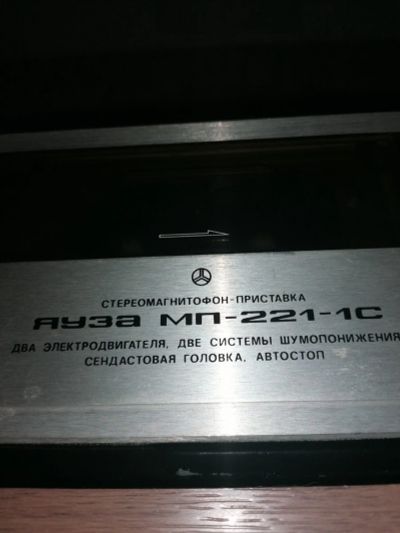 СТЕРЕОМАГНИТОФОН-ПРИСТАВКА
ЯУЗА МП-221-1С
ДВА ЭЛЕКТРОДВИГАТЕЛЯ, ДВЕ СИСТЕМЫ ШУМОПОНИЖЕНИЯ
СЕНДАСТОВАЯ ГОЛОВКА, АВТОСТОП